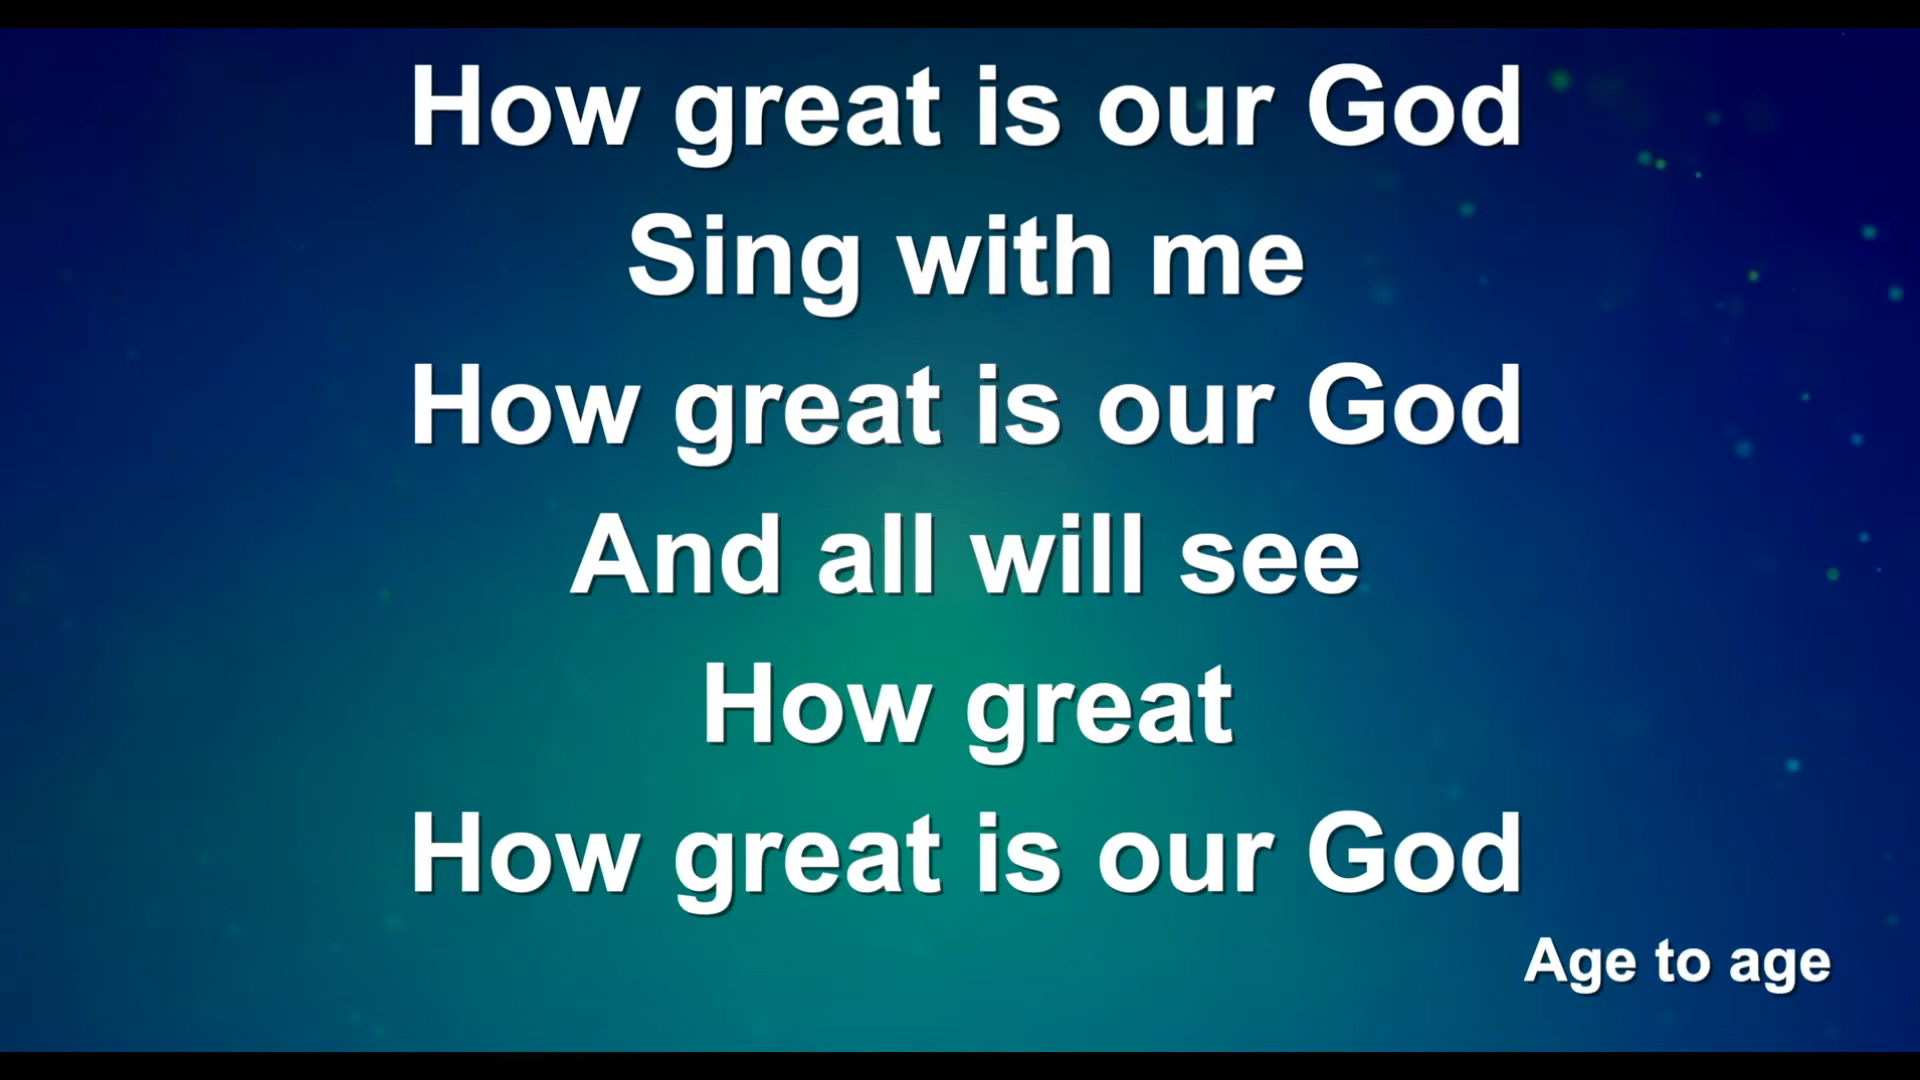 How great is our God
Sing with me
How great is our God
And all will see
How great
How great is our God
Age to age